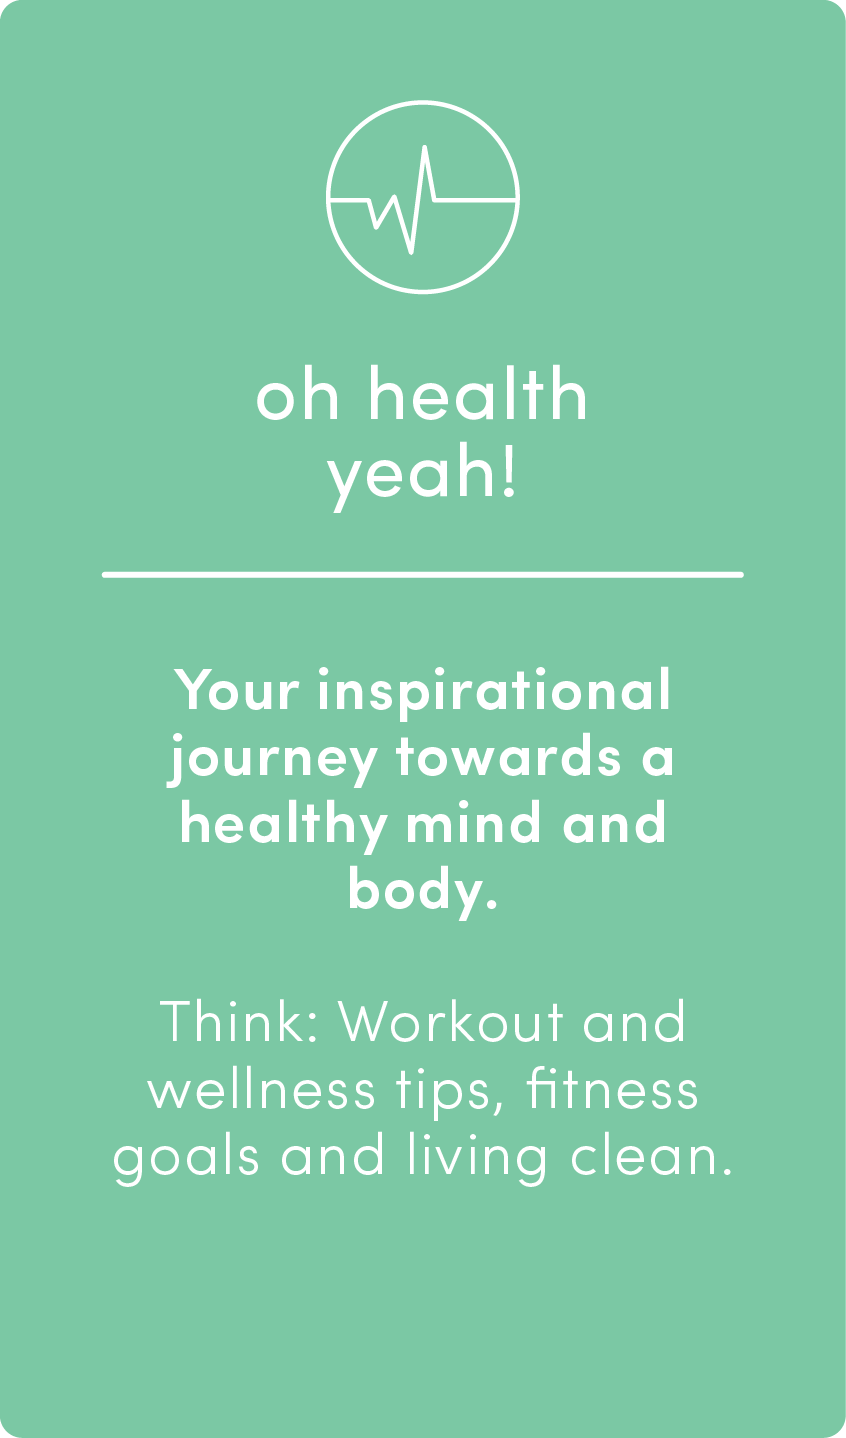 oh health
yeah!
Your inspirational
journey towards a
healthy mind and
body.
Think: Workout and
wellness tips, fitness
goals and living clean.